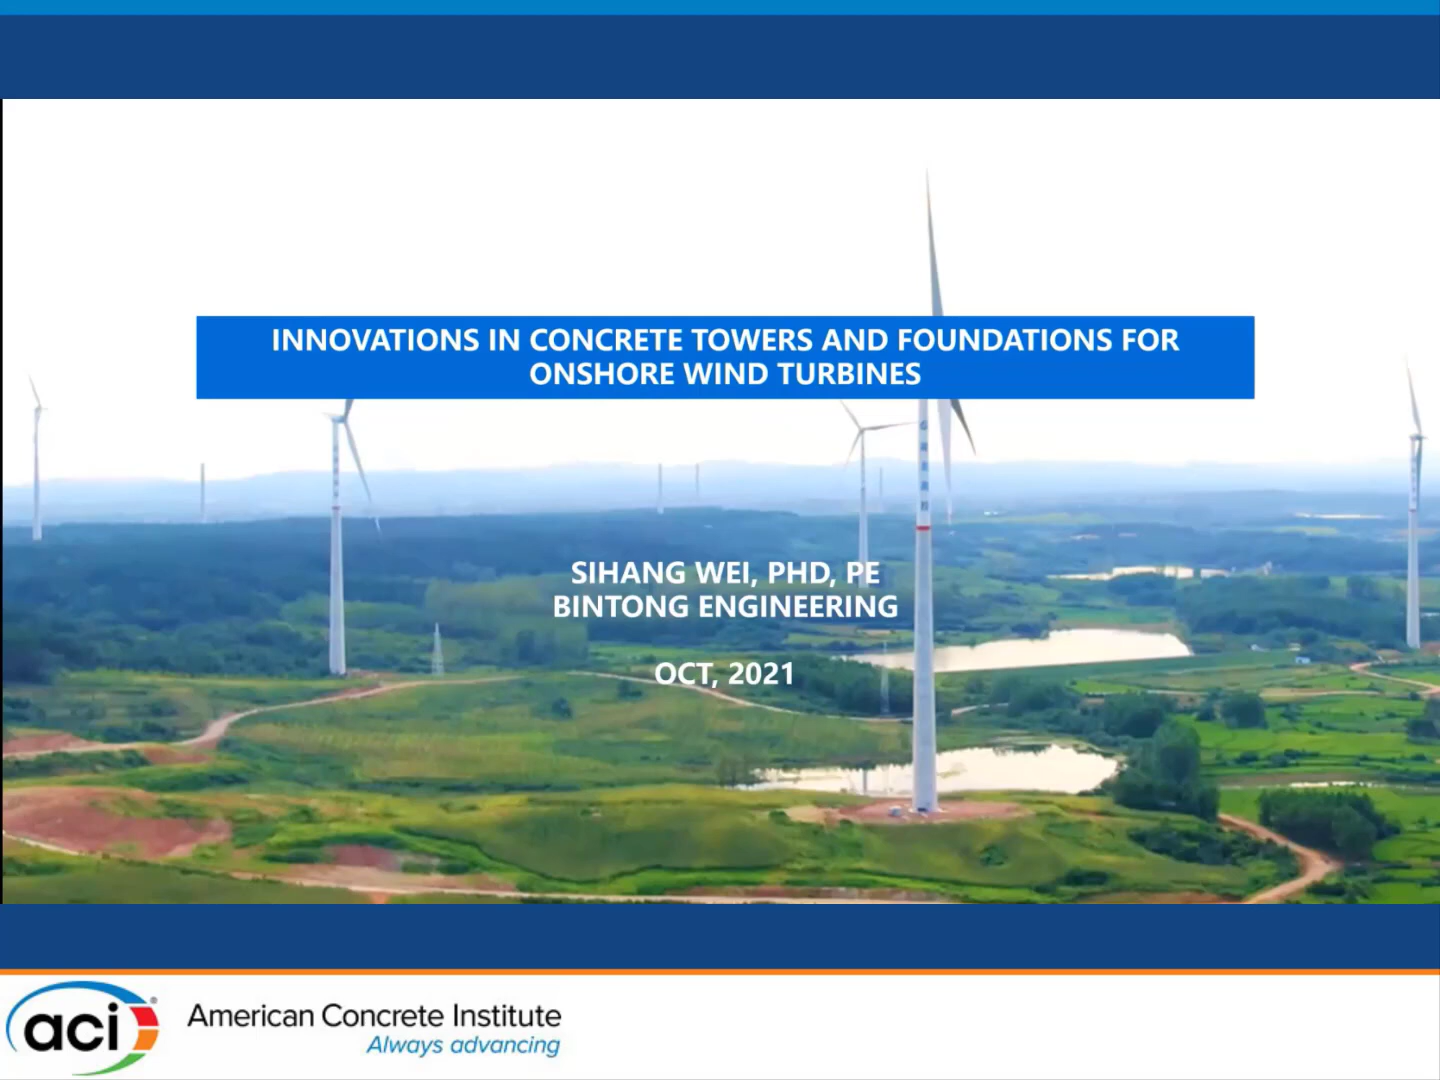 INNOVATIONS IN CONCRETE TOWERS AND FOUNDATIONS FOR
ONSHORE WIND TURBINES
SIHANG WEI, PHD, PE
BINTONG ENGINEERING
OCT, 2021
aci®
American Concrete Institute
Always advancing